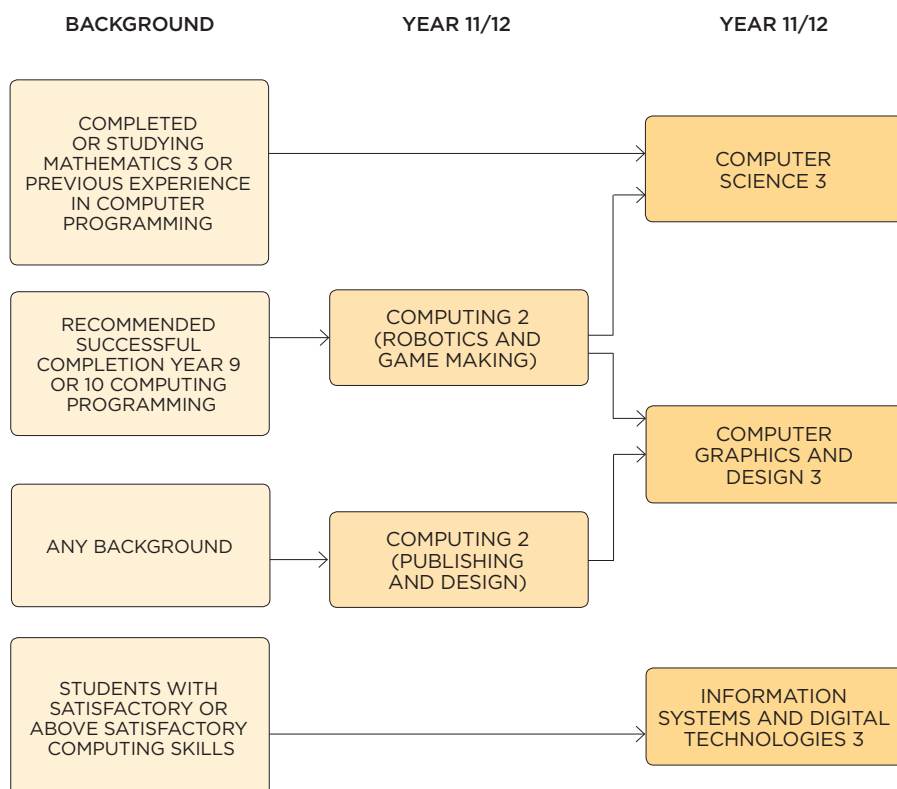 BACKGROUND
YEAR 11/12
YEAR 11/12
COMPLETED
OR STUDYING
MATHEMATICS 3 OR
PREVIOUS EXPERIENCE
IN COMPUTER
PROGRAMMING
COMPUTER
SCIENCE 3
RECOMMENDED
SUCCESSFUL
COMPLETION YEAR 9
OR 10 COMPUTING
PROGRAMMING
COMPUTING 2
(ROBOTICS AND
GAME MAKING)
COMPUTER
GRAPHICS AND
DESIGN 3
ANY BACKGROUND
COMPUTING 2
(PUBLISHING
AND DESIGN)
STUDENTS WITH
SATISFACTORY OR
ABOVE SATISFACTORY
COMPUTING SKILLS
INFORMATION
SYSTEMS AND DIGITAL
TECHNOLOGIES 3